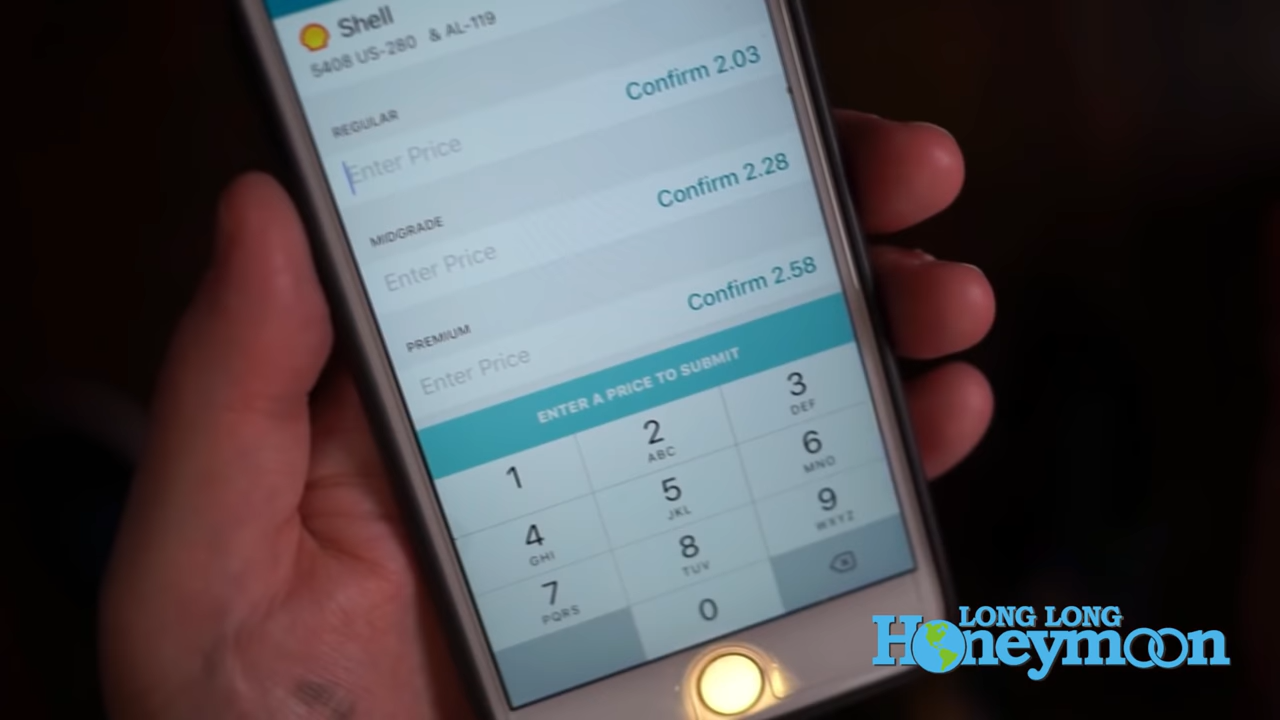 Shell
5408 US-280 & AL-119
REGULAR
Enter Price
Confirm 2.03
MIDGRADE
Enter Price
Confirm 2.28
PREMIUM
Enter Price
Confirm 2.58
ENTER A PRICE TO SUBMIT
1
2
ABC
3
DEF
4
GHI
5
JKL
6
MNO
7
PQRS
8
TUV
9
WXYZ
0
LONG LONG
Honeymoon